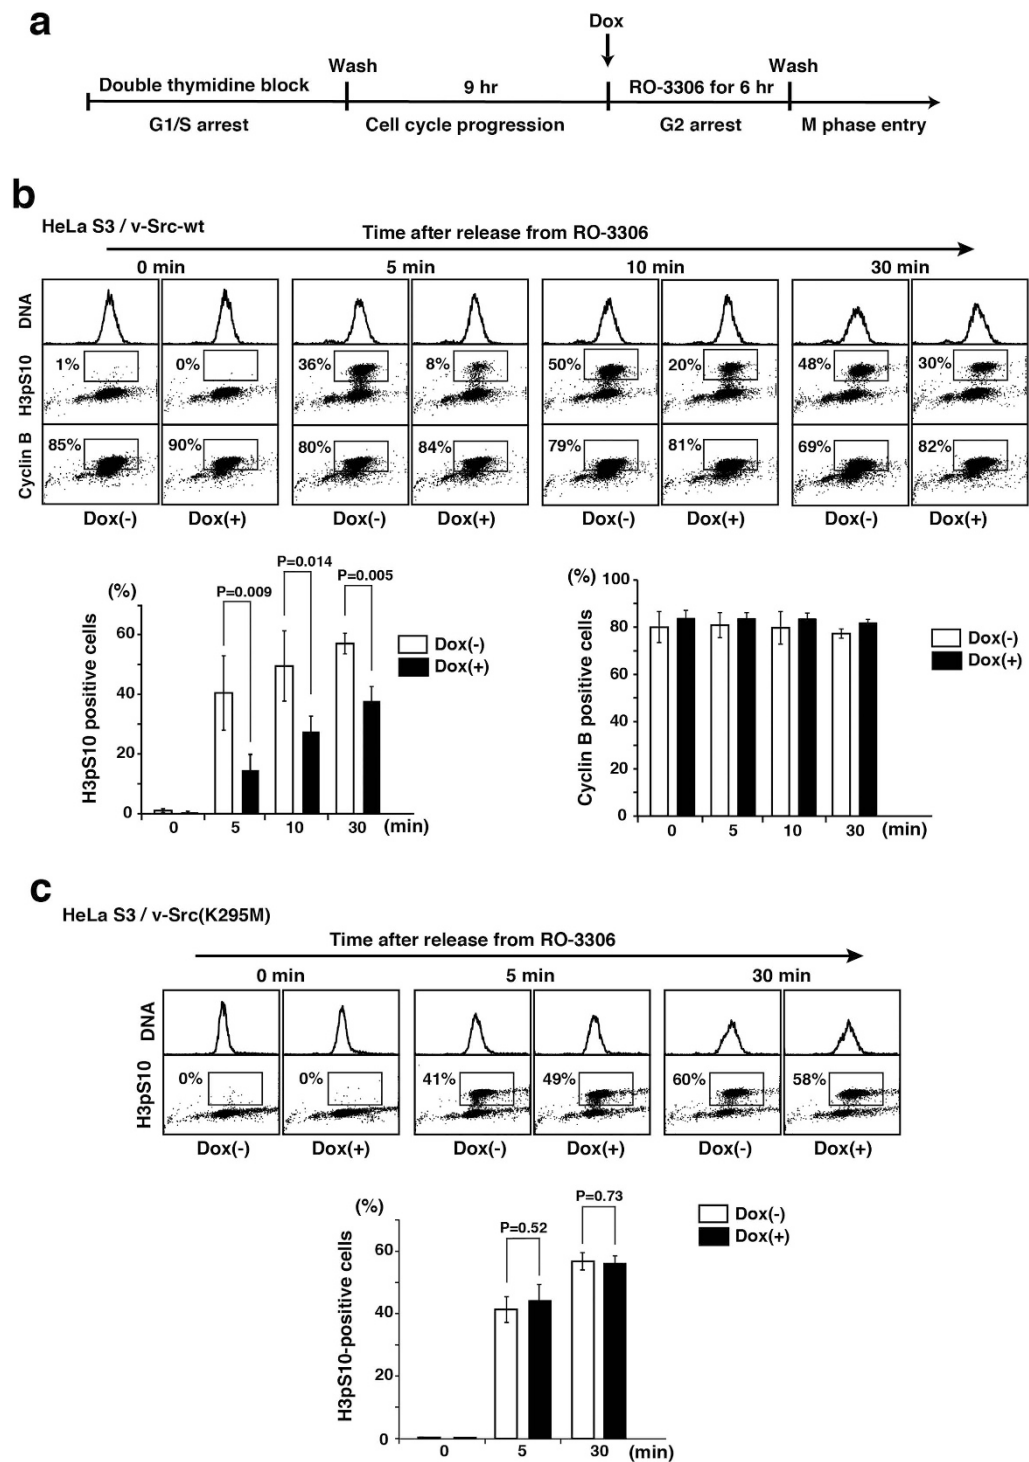 a
Dox
Wash
Wash
Double thymidine block
9 hr
RO-3306 for 6 hr
G1/S arrest
Cell cycle progression
G2 arrest
M phase entry
b
HeLa S3 / v-Src-wt
Time after release from RO-3306
0 min
5 min
10 min
30 min
DNA
H3pS10
1%
0%
36%
8%
50%
20%
48%
30%
Cyclin B
85%
90%
80%
84%
79%
81%
69%
82%
Dox(-)
Dox(+)
Dox(-)
Dox(+)
Dox(-)
Dox(+)
Dox(-)
Dox(+)
(%)
P=0.009
P=0.014
P=0.005
H3pS10 positive cells
60
40
20
0
0
5
10
30
(min)
Dox(-)
Dox(+)
(%)
Cyclin B positive cells
100
80
60
40
20
0
0
5
10
30
(min)
Dox(-)
Dox(+)
c
HeLa S3 / v-Src(K295M)
Time after release from RO-3306
0 min
5 min
30 min
DNA
H3pS10
0%
0%
41%
49%
60%
58%
Dox(-)
Dox(+)
Dox(-)
Dox(+)
Dox(-)
Dox(+)
(%)
P=0.52
P=0.73
H3pS10-positive cells
60
40
20
0
0
5
30
(min)
Dox(-)
Dox(+)